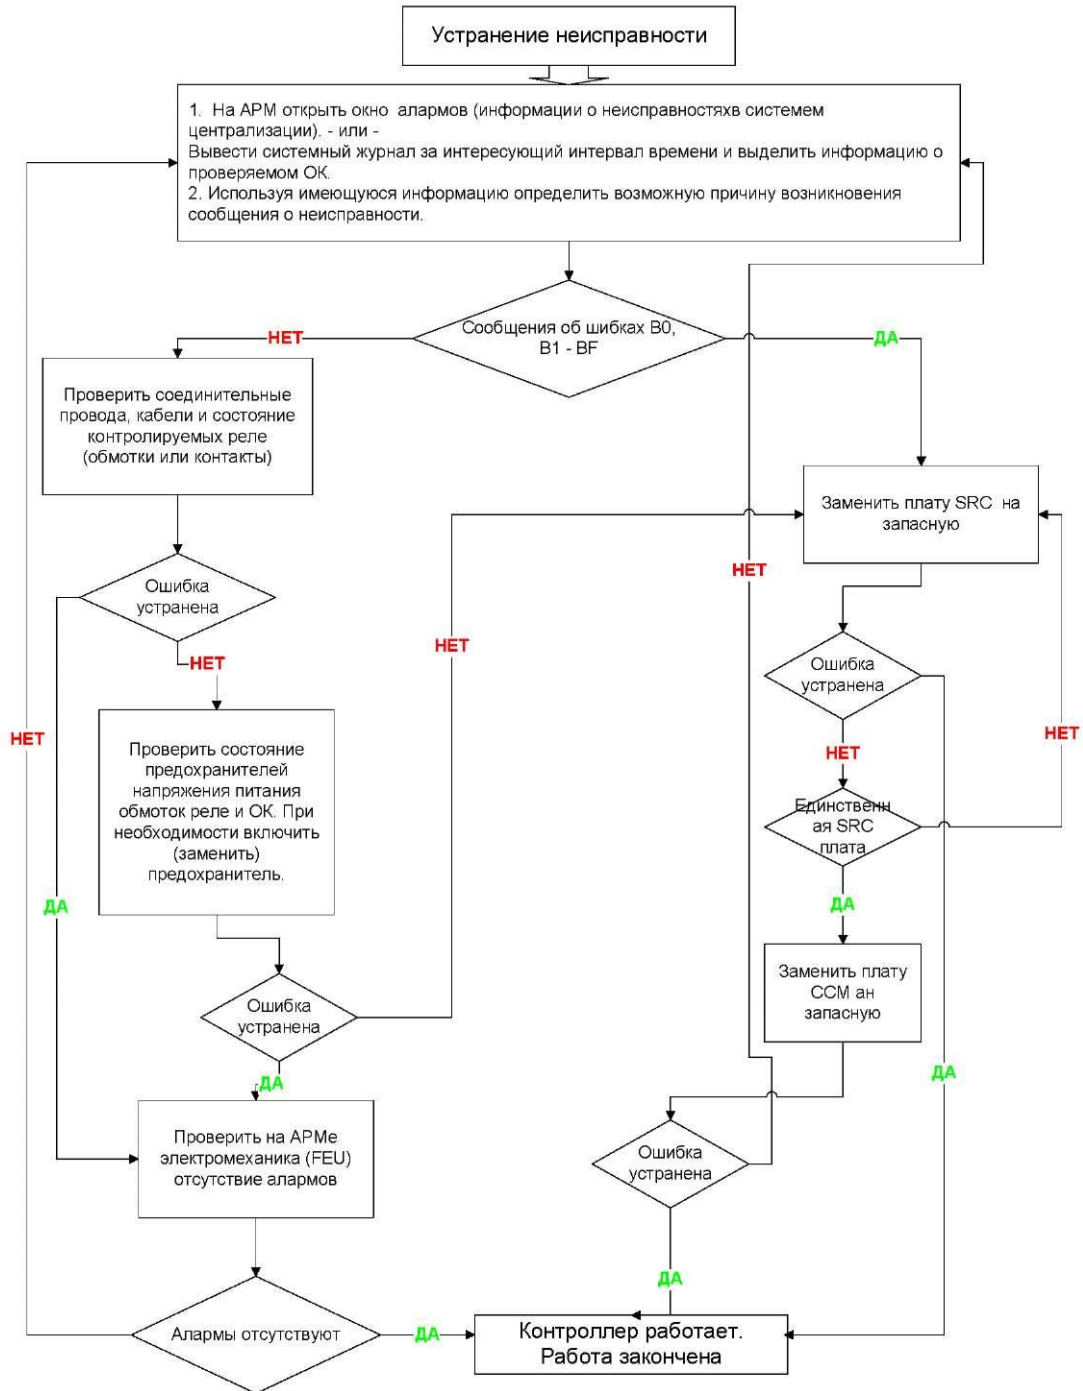 Устранение неисправности
1. На АРМ открыть окно алармов (информации о неисправностяхв системем
централизации). - или -
Вывести системный журнал за интересующий интервал времени и выделить информацию о
проверяемом ОК.
2. Используя имеющуюся информацию определить возможную причину возникновения
сообщения о неисправности.
Сообщения об шибках B0,
B1 - BF
НЕТ
ДА
Проверить соединительные
провода, кабели и состояние
контролируемых реле
(обмотки или контакты)
Заменить плату SRC на
запасную
Ошибка
устранена
НЕТ
НЕТ
НЕТ
Ошибка
устранена
НЕТ
НЕТ
НЕТ
Проверить состояние
предохранителей
напряжения питания
обмоток реле и ОК. При
необходимости включить
(заменить)
предохранитель.
Единственн
ая SRC
плата
ДА
ДА
Заменить плату
ССМ ан
запасную
Ошибка
устранена
ДА
ДА
Проверить на АРМе
электромеханика (FEU)
отсутствие алармов
Ошибка
устранена
ДА
Алармы отсутствуют
ДА
Контроллер работает.
Работа закончена